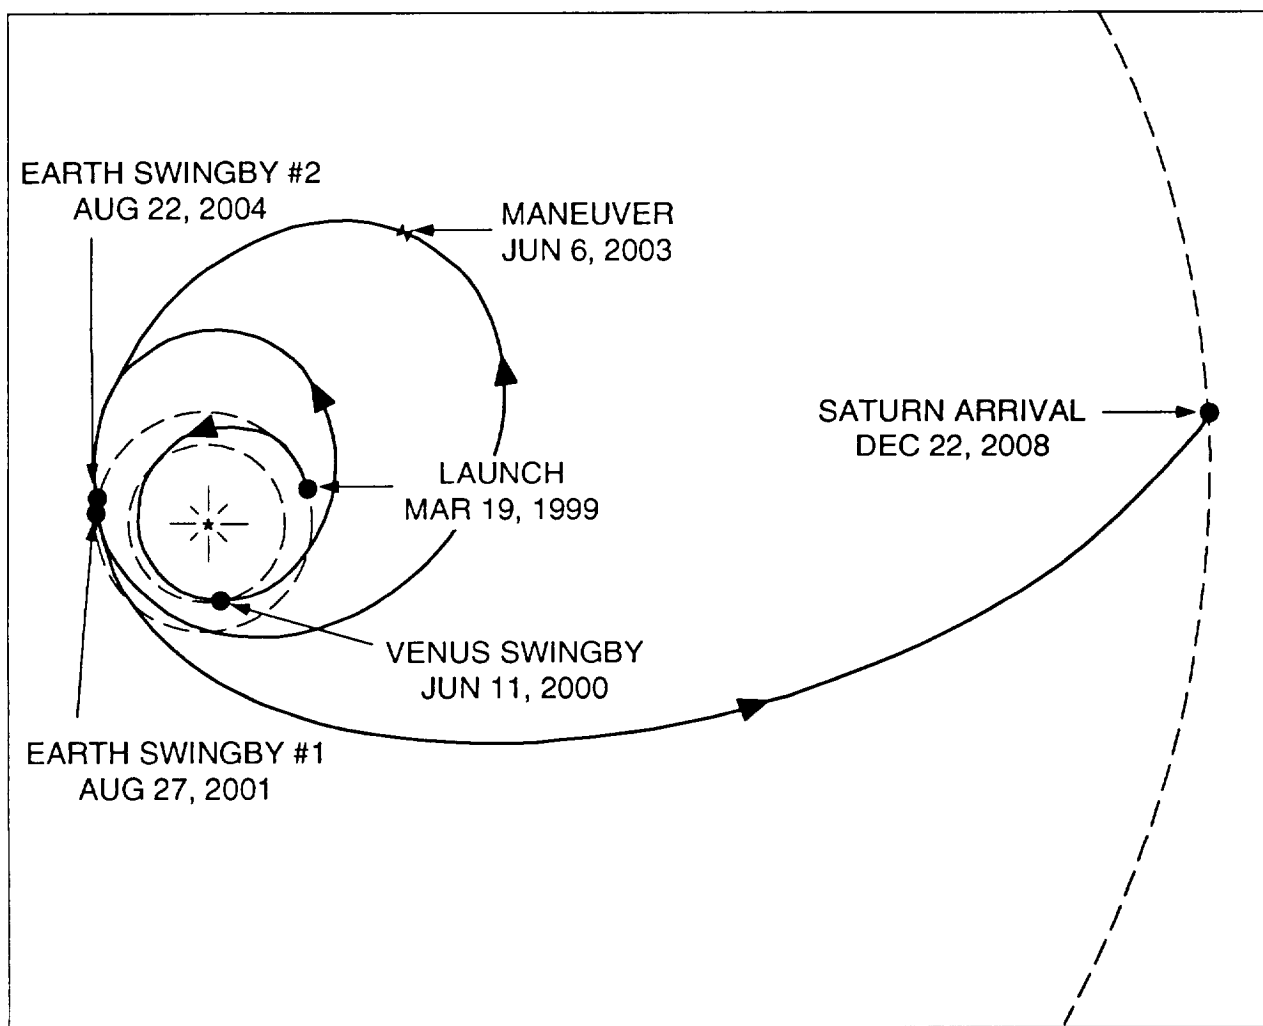 EARTH SWINGBY #2
AUG 22, 2004
MANEUVER
JUN 6, 2003
SATURN ARRIVAL
DEC 22, 2008
LAUNCH
MAR 19, 1999
VENUS SWINGBY
JUN 11, 2000
EARTH SWINGBY #1
AUG 27, 2001